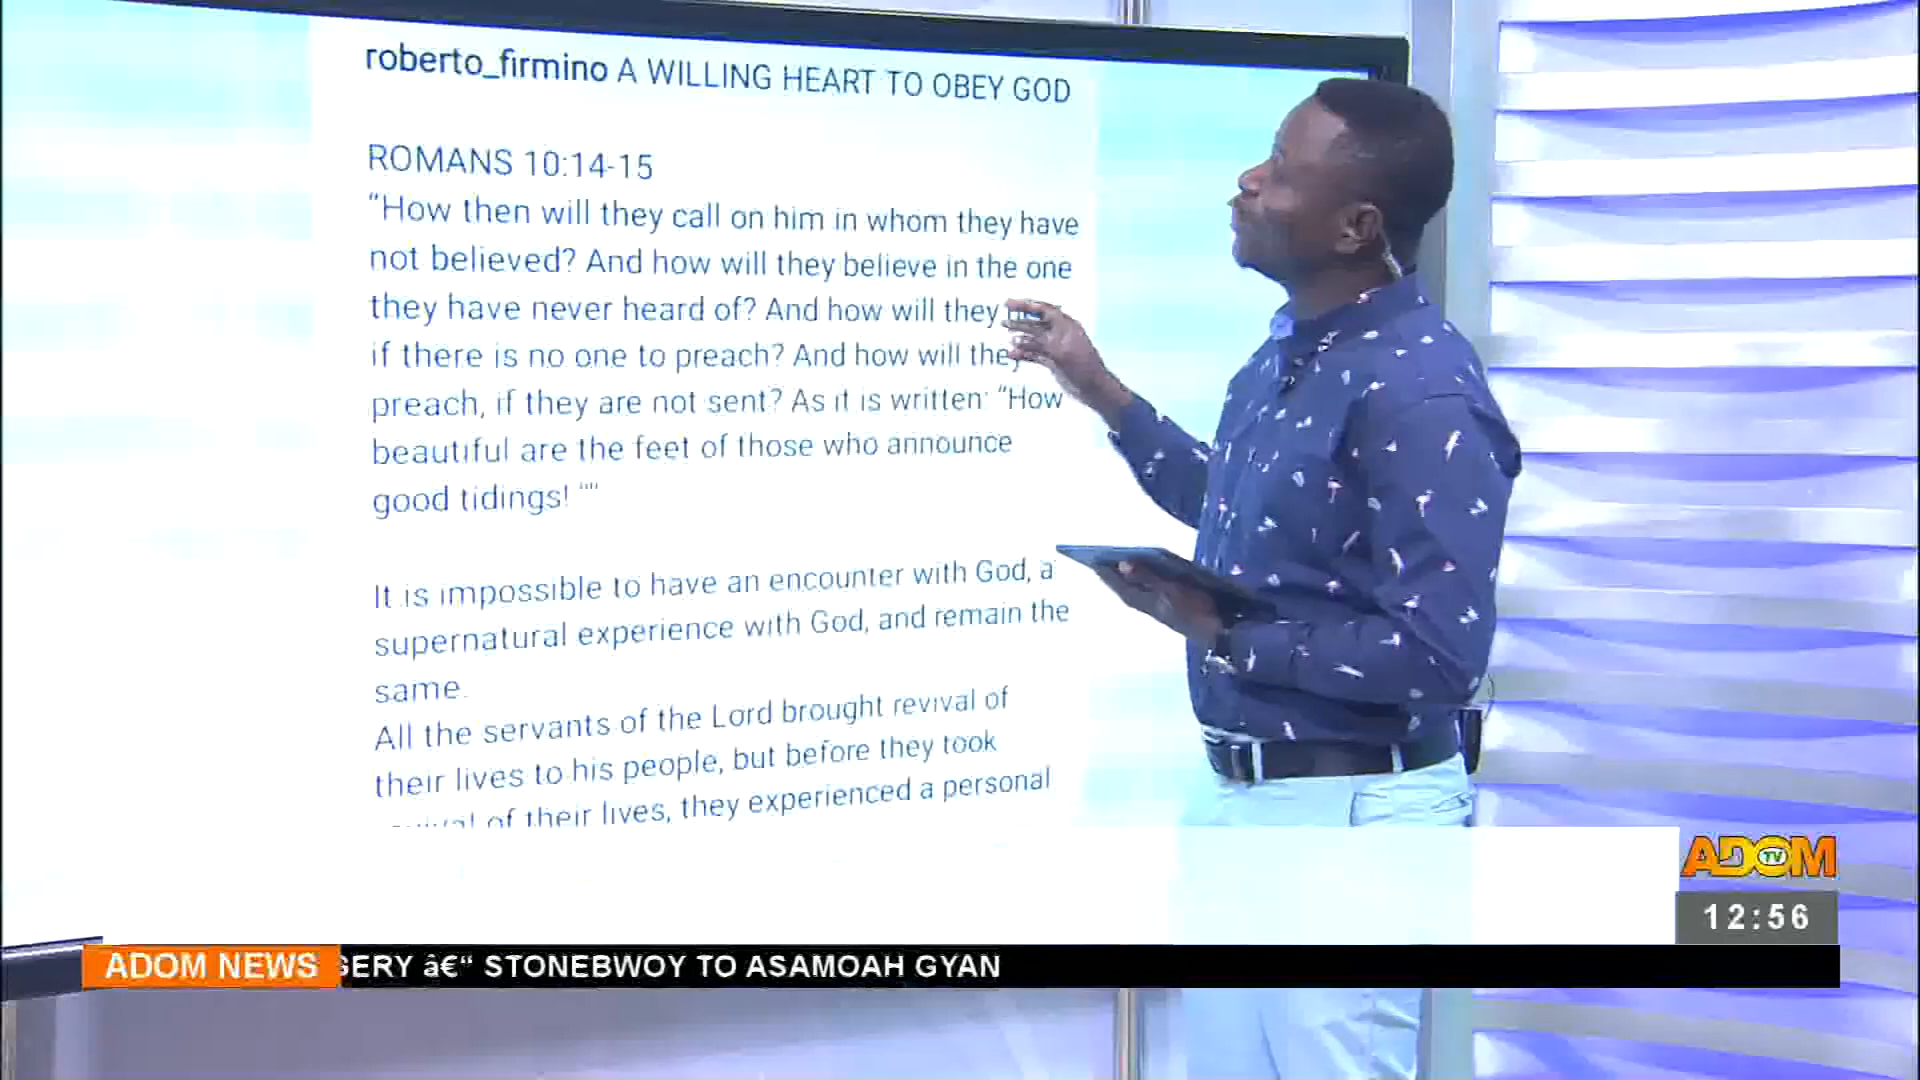 roberto_firmino A WILLING HEART TO OBEY GOD
ROMANS 10:14-15
“How then will they call on him in whom they have
not believed? And how will they believe in the one
they have never heard of? And how will they
if there is no one to preach? And how will they
preach, if they are not sent? As it is written: “How
beautiful are the feet of those who announce
good tidings! ""
It is impossible to have an encounter with God, a
supernatural experience with God, and remain the
same.
All the servants of the Lord brought revival of
their lives to his people, but before they took
of their lives, they experienced a personal
ADOM TV
12:56
ADOM NEWS GERY â€“ STONEBWOY TO ASAMOAH GYAN